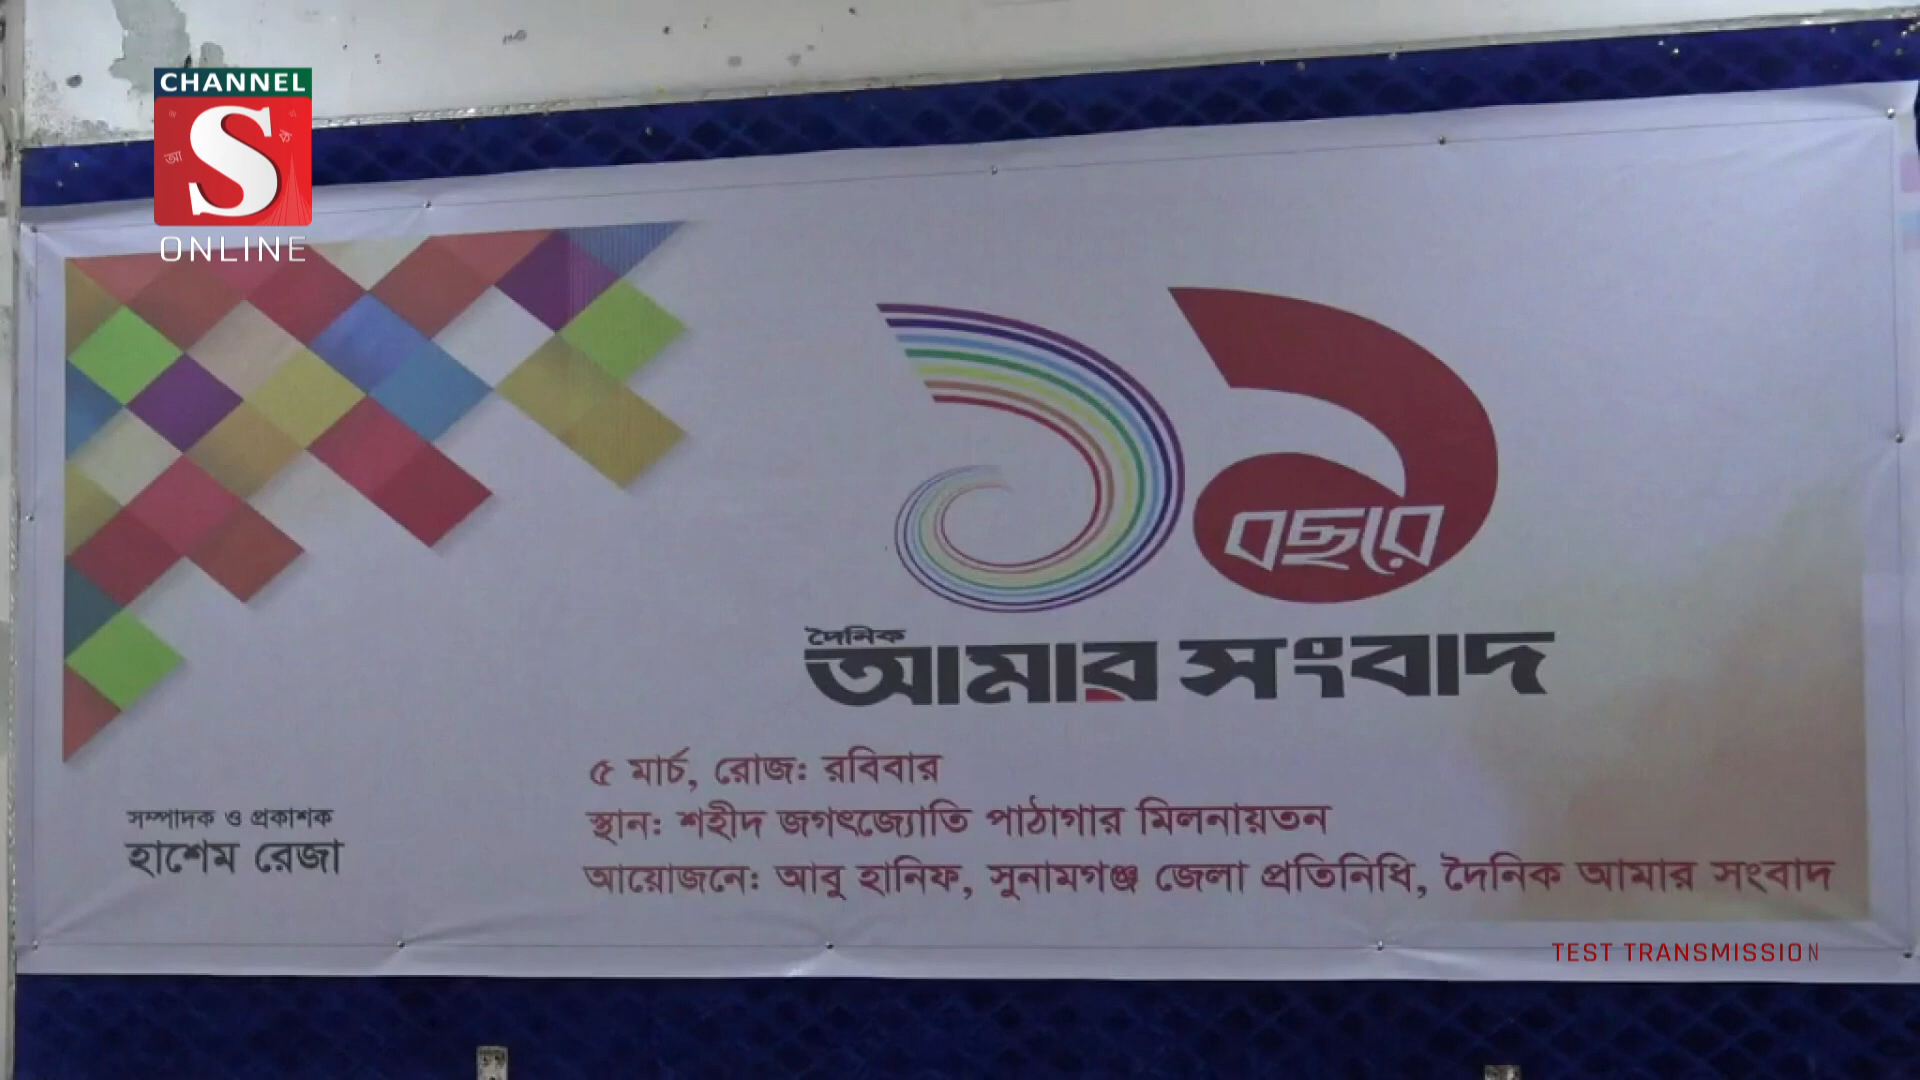 CHANNEL
S
ONLINE
১১
বছরে
দৈনিক
আমার সংবাদ
৫ মার্চ, রোজ: রবিবার
স্থান: শহীদ জগৎজ্যোতি পাঠাগার মিলনায়তন
আয়োজনে: আবু হানিফ, সুনামগঞ্জ জেলা প্রতিনিধি, দৈনিক আমার সংবাদ
সম্পাদক ও প্রকাশক
হাশেম রেজা
TEST TRANSMISSION